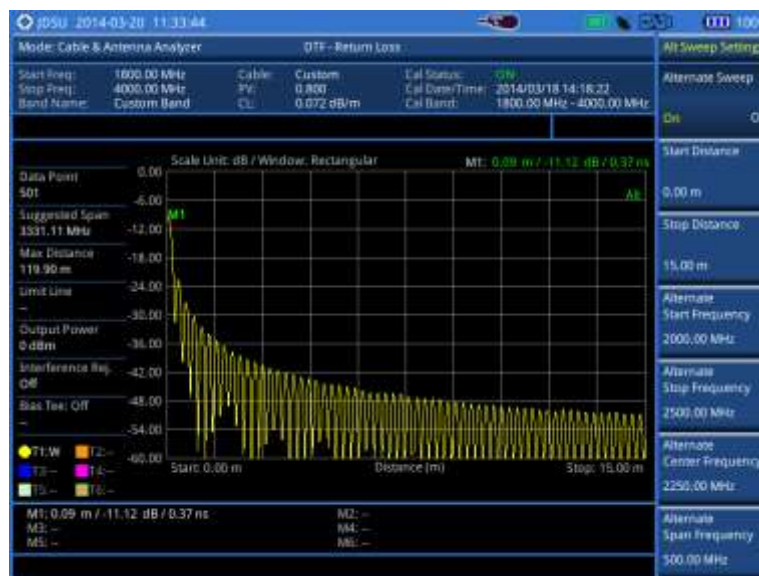 JDSU 2014-03-20 11:33:44
100
Mode: Cable & Antenna Analyzer DTF - Return Loss
Start Freq: 1800.00 MHz Cable: Custom Cal Status: ON
Stop Freq: 4000.00 MHz PV: 0.800 Cal Date/Time: 2014/03/18 14:18:22
Band Name: Custom Band CL: 0.072 dB/m Cal Band: 1800.00 MHz - 4000.00 MHz
Scale Unit: dB / Window: Rectangular M1: 0.09 m / -11.12 dB / 0.37 ns
Alt
M1
Data Point
501
Suggested Span
3331.11 MHz
Max Distance
119.90 m
Limit Line
--
Output Power
0 dBm
Interference Rej.
Off
Bias Tee: Off
--
T1:W T2:--
T3:-- T4:--
T5:-- T6:--
0.00
-6.00
-12.00
-18.00
-24.00
-30.00
-36.00
-42.00
-48.00
-54.00
-60.00
Start: 0.00 m Distance (m) Stop: 15.00 m
M1: 0.09 m / -11.12 dB / 0.37 ns M2: --
M3: -- M4: --
M5: -- M6: --
Alt Sweep Setting
Alternate Sweep
On O
Start Distance
0.00 m
Stop Distance
15.00 m
Alternate
Start Frequency
2000.00 MHz
Alternate
Stop Frequency
2500.00 MHz
Alternate
Center Frequency
2250.00 MHz
Alternate
Span Frequency
500.00 MHz